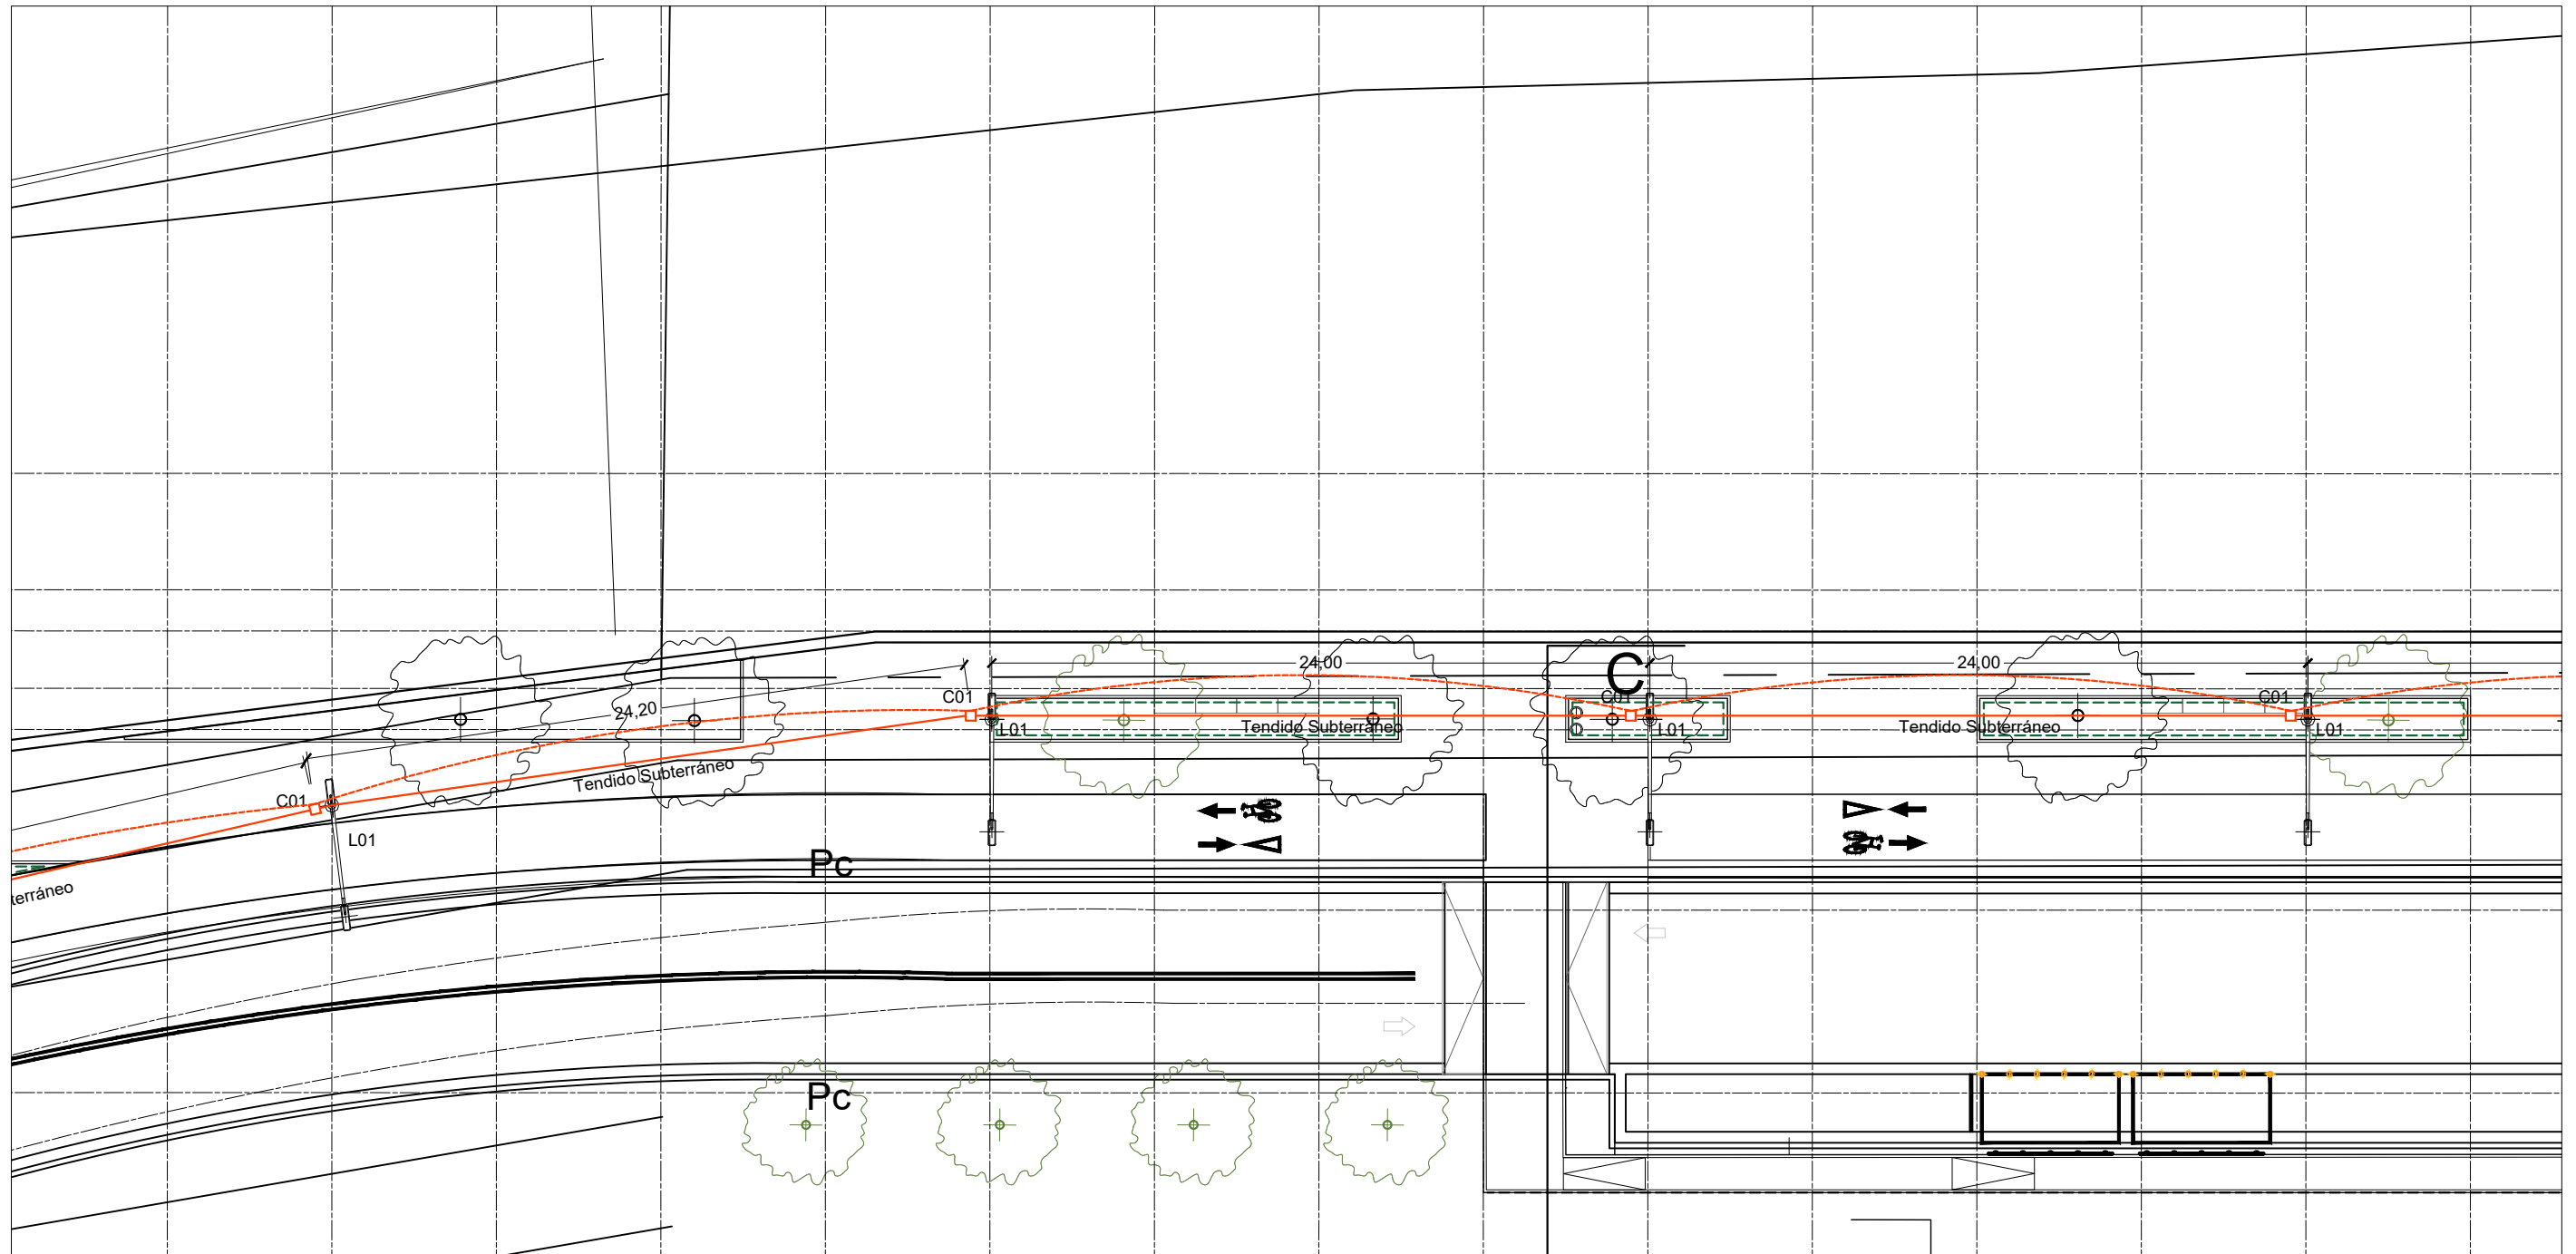 24,00
C
24,00
C01
C01
C01
24,20
L01
Tendido Subterráneo
L01
Tendido Subterráneo
L01
Tendido Subterráneo
C01
L01
Pc
terráneo
Pc